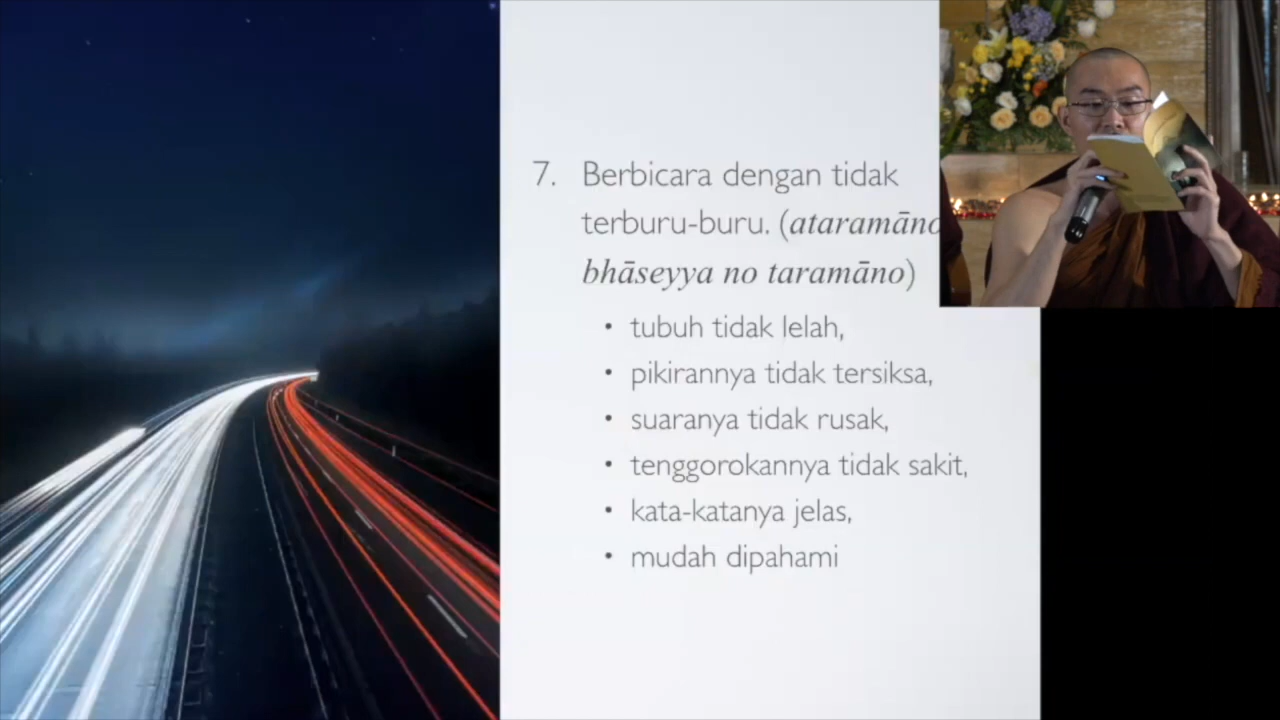 7. Berbicara dengan tidak
terburu-buru. (ataramāno
bhāseyya no taramāno)
• tubuh tidak lelah,
• pikirannya tidak tersiksa,
• suaranya tidak rusak,
• tenggorokannya tidak sakit,
• kata-katanya jelas,
• mudah dipahami